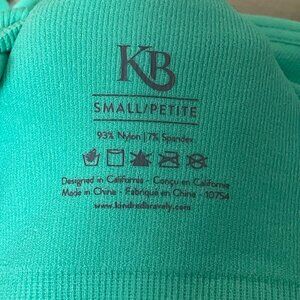 KB
SMALL/PETITE
93% Nylon | 7% Spandex
Designed in California - Conçu en Californie
Made in China - Fabriqué en China - 10754
www.kindredbravely.com